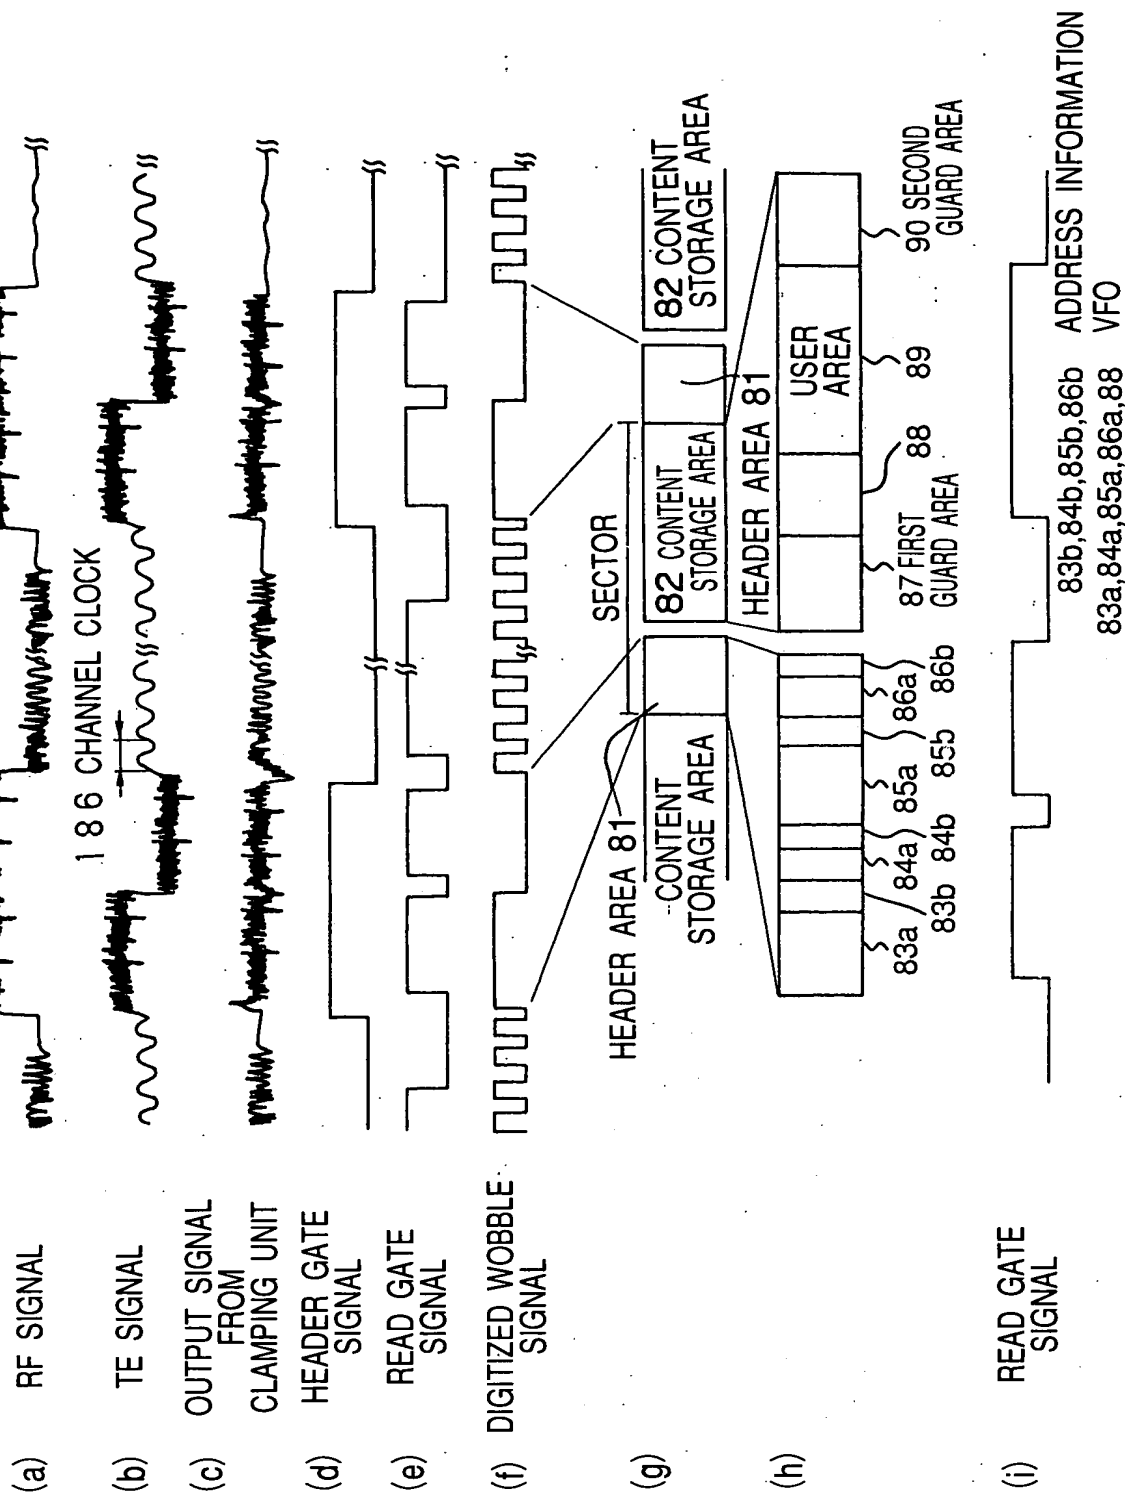 (a) RF SIGNAL
(b) TE SIGNAL
186 CHANNEL CLOCK
(c) OUTPUT SIGNAL
FROM
CLAMPING UNIT
(d) HEADER GATE
SIGNAL
(e) READ GATE
SIGNAL
(f) DIGITIZED WOBBLE
SIGNAL
(g)
SECTOR
HEADER AREA 81
CONTENT
STORAGE AREA
82 CONTENT
STORAGE AREA
82 CONTENT
STORAGE AREA
HEADER AREA 81
(h)
USER
AREA
83a
83b
84a
84b
85a
85b
86a
86b
87 FIRST
GUARD AREA
88
89
90 SECOND
GUARD AREA
(i) READ GATE
SIGNAL
83b,84b,85b,86b ADDRESS INFORMATION
83a,84a,85a,86a,88 VFO